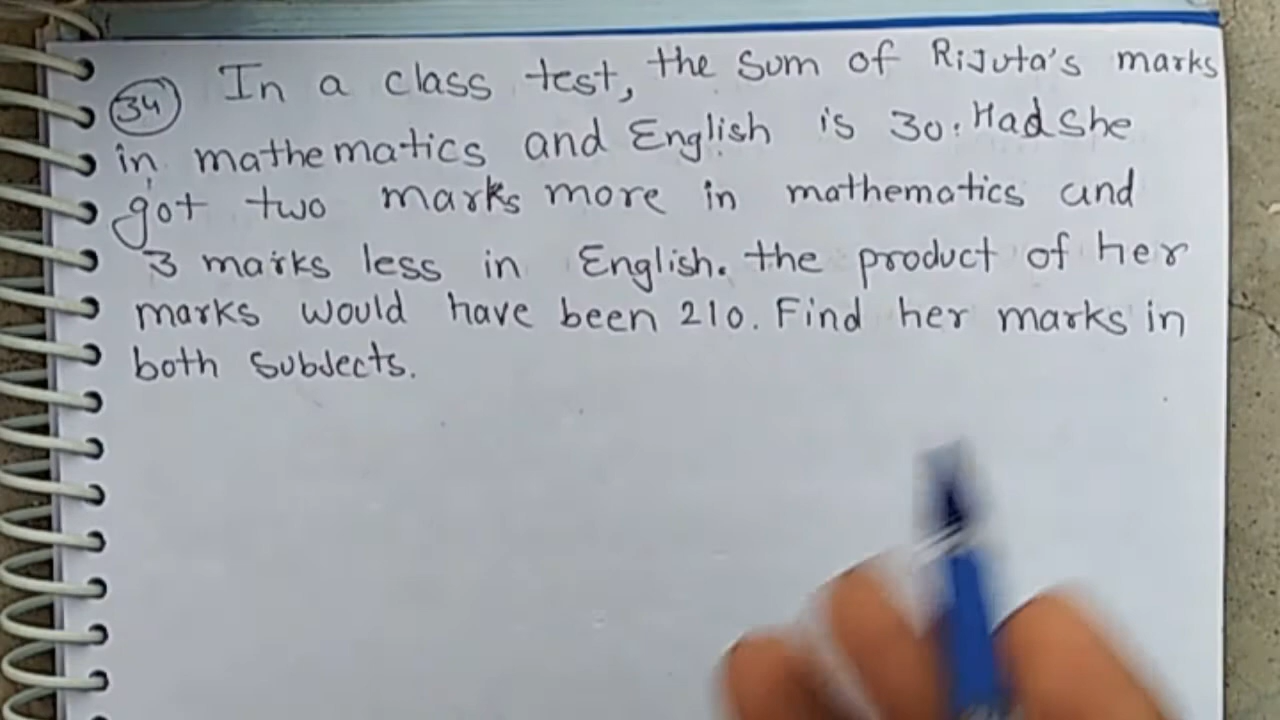 34 In a class test, the sum of RiJuta's marks
in mathematics and English is 30. Had She
got two marks more in mathematics and
3 marks less in English. the product of her
marks would have been 210. Find her marks in
both SubJects.